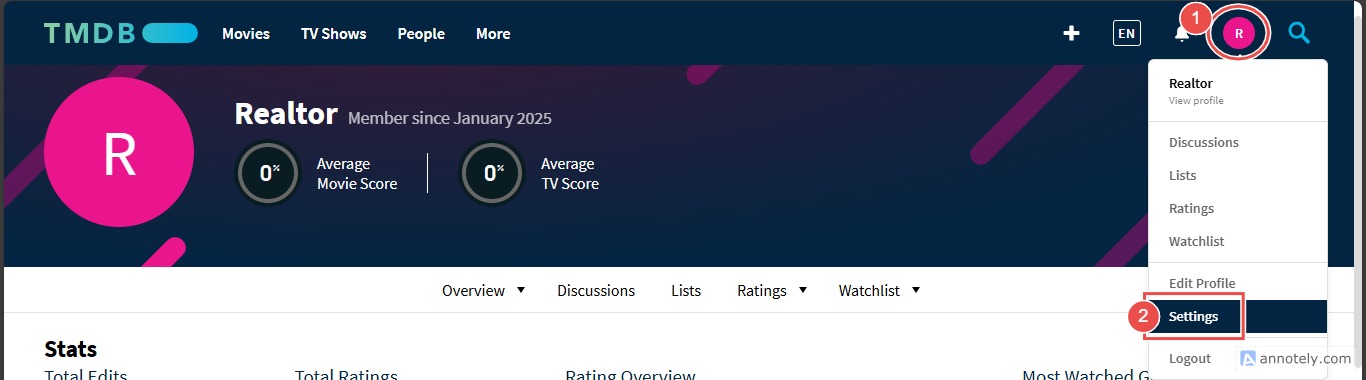 TMDB Movies TV Shows People More + EN 1 R
Realtor
View profile
R
Realtor Member since January 2025
0% Average Movie Score
0% Average TV Score
Discussions
Lists
Ratings
Watchlist
Edit Profile
2 Settings
Logout
Overview Discussions Lists Ratings Watchlist
Stats
Total Edits Total Ratings Rating Overview Most Watched G
annotely.com